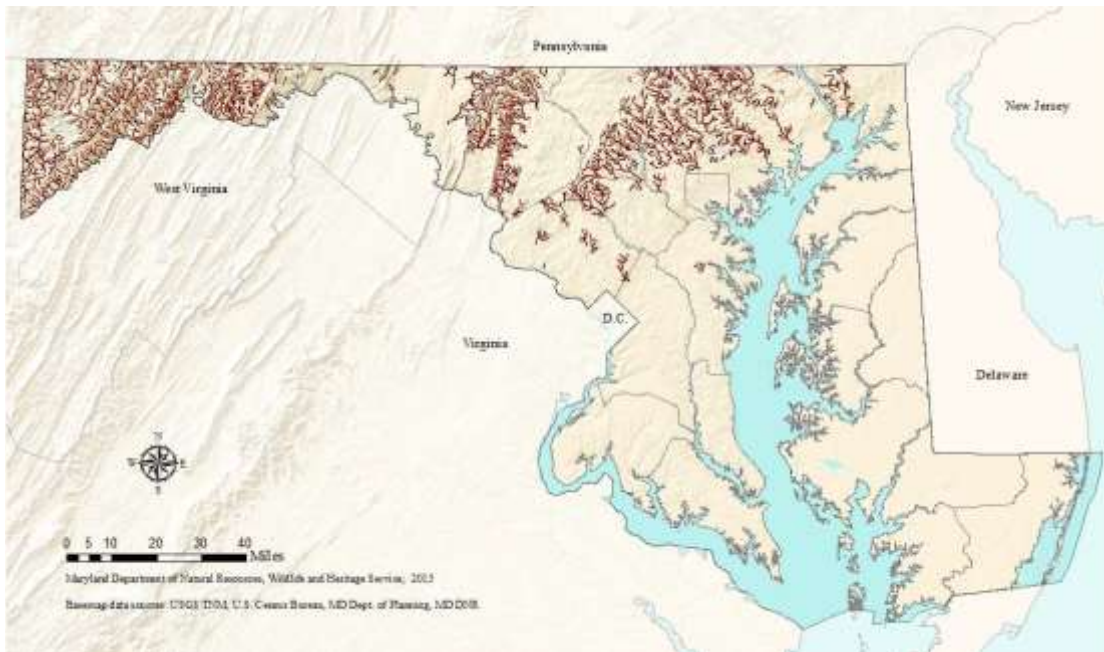 Pennsylvania
New Jersey
West Virginia
D.C.
Virginia
Delaware
N
W E
S
0 5 10 20 30 40
Miles
Maryland Department of Natural Resources, Wildlife and Heritage Service, 2015
Basemap data sources: USGS TNM, U.S. Census Bureau, MD Dept. of Planning, MD DNR